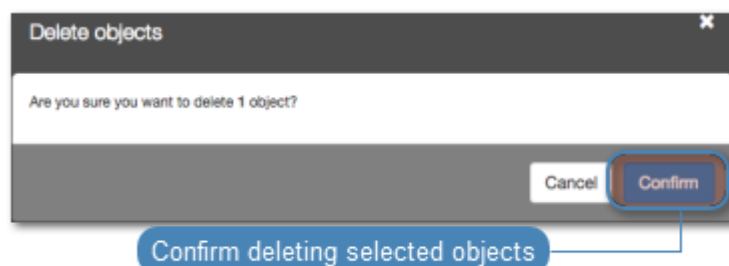 Delete objects
Are you sure you want to delete 1 object?
Cancel Confirm
Confirm deleting selected objects